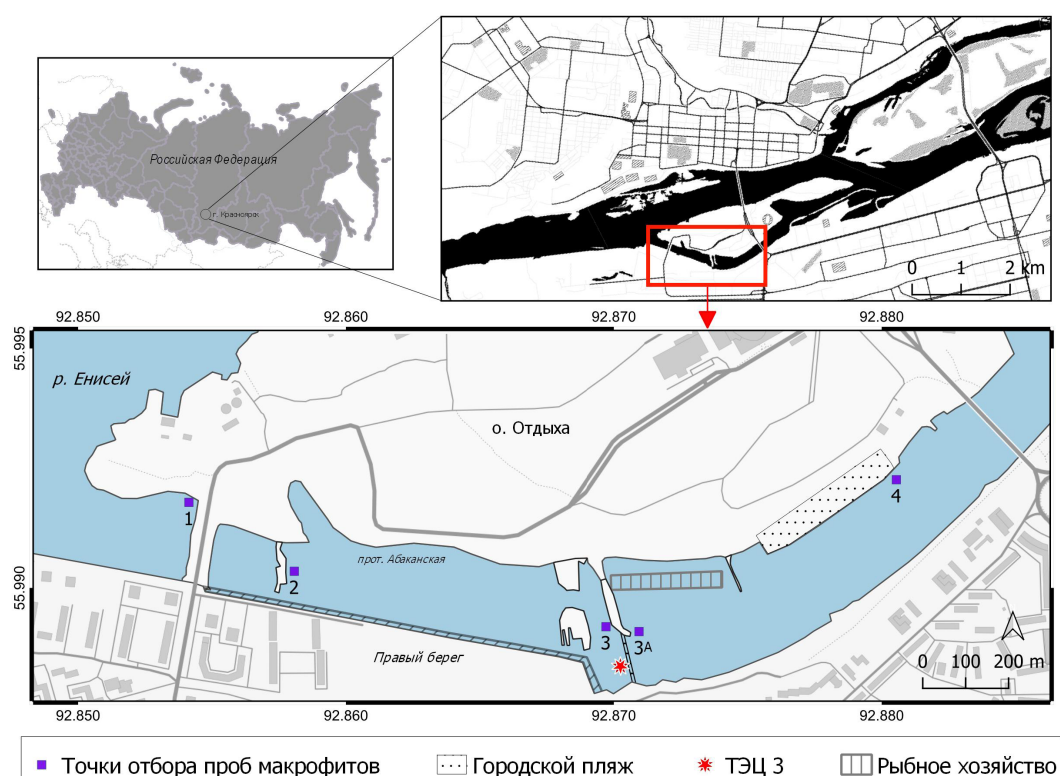 Российская Федерация
г. Красноярск
0 1 2 km
92.850 92.860 92.870 92.880
55.995
55.990
р. Енисей
о. Отдыха
1
2
прот. Абаканская
3
3А
4
Правый берег
0 100 200 m
92.850 92.860 92.870 92.880
Точки отбора проб макрофитов Городской пляж ТЭЦ 3 Рыбное хозяйство